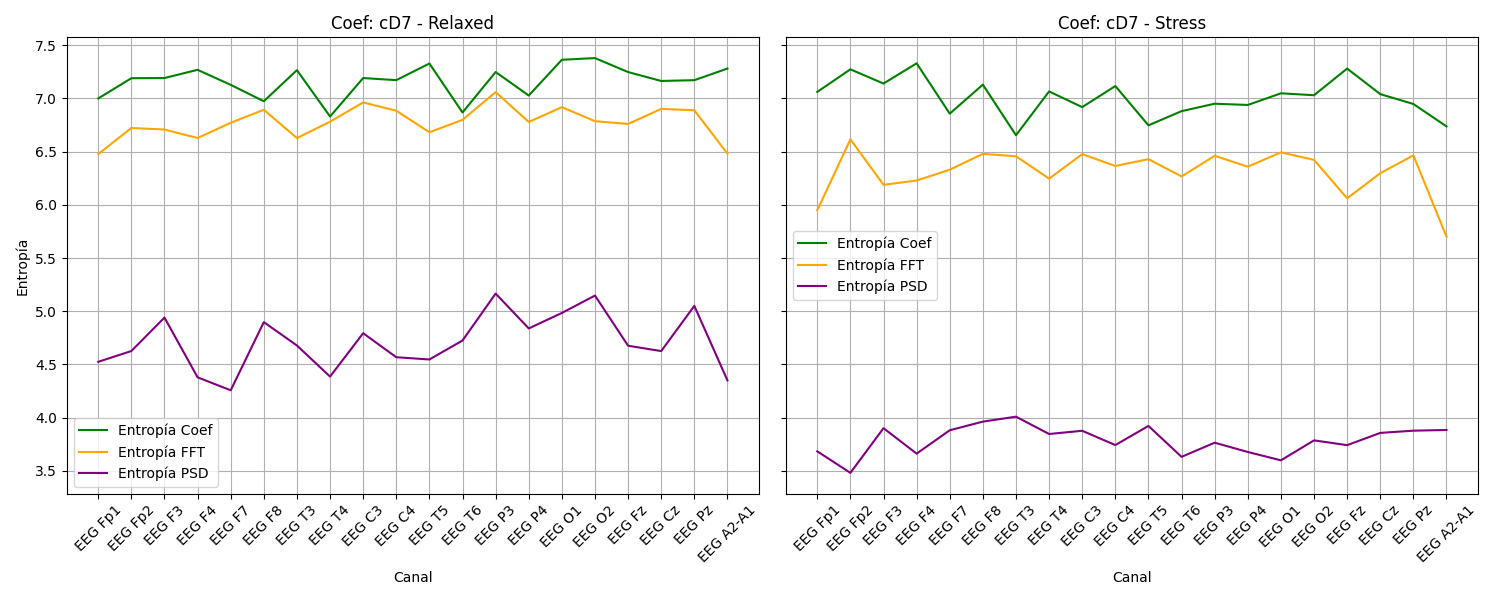 Coef: cD7 - Relaxed
Entropía
7.5
7.0
6.5
6.0
5.5
5.0
4.5
4.0
3.5
Entropía Coef
Entropía FFT
Entropía PSD
EEG Fp1
EEG Fp2
EEG F3
EEG F4
EEG F7
EEG F8
EEG T3
EEG T4
EEG C3
EEG C4
EEG T5
EEG T6
EEG P3
EEG P4
EEG O1
EEG O2
EEG Fz
EEG Cz
EEG Pz
EEG A2-A1
Canal
Coef: cD7 - Stress
Entropía Coef
Entropía FFT
Entropía PSD
EEG Fp1
EEG Fp2
EEG F3
EEG F4
EEG F7
EEG F8
EEG T3
EEG T4
EEG C3
EEG C4
EEG T5
EEG T6
EEG P3
EEG P4
EEG O1
EEG O2
EEG Fz
EEG Cz
EEG Pz
EEG A2-A1
Canal